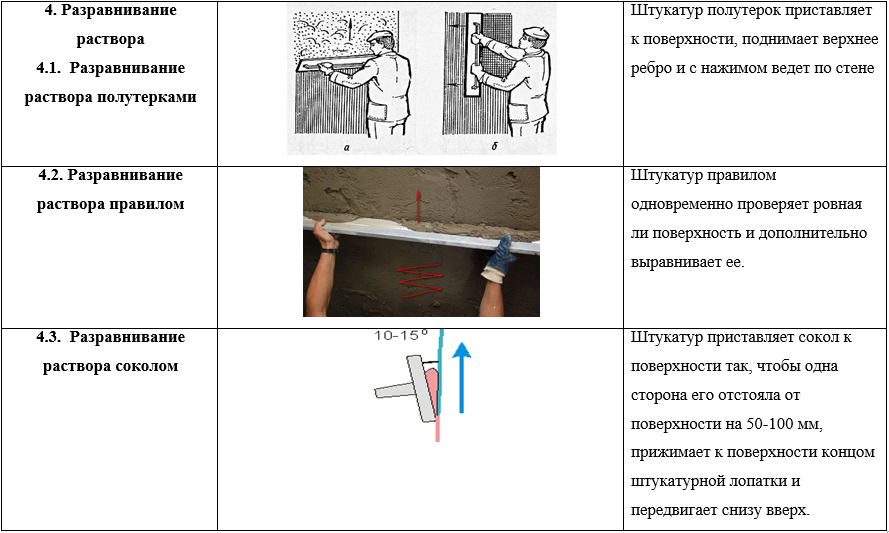 4. Разравнивание
раствора
4.1. Разравнивание
раствора полутерками
а
б
Штукатур полутерок приставляет
к поверхности, поднимает верхнее
ребро и с нажимом ведет по стене
4.2. Разравнивание
раствора правилом
Штукатур правилом
одновременно проверяет ровная
ли поверхность и дополнительно
выравнивает ее.
4.3. Разравнивание
раствора соколом
10-15°
Штукатур приставляет сокол к
поверхности так, чтобы одна
сторона его отстояла от
поверхности на 50-100 мм,
прижимает к поверхности концом
штукатурной лопатки и
передвигает снизу вверх.